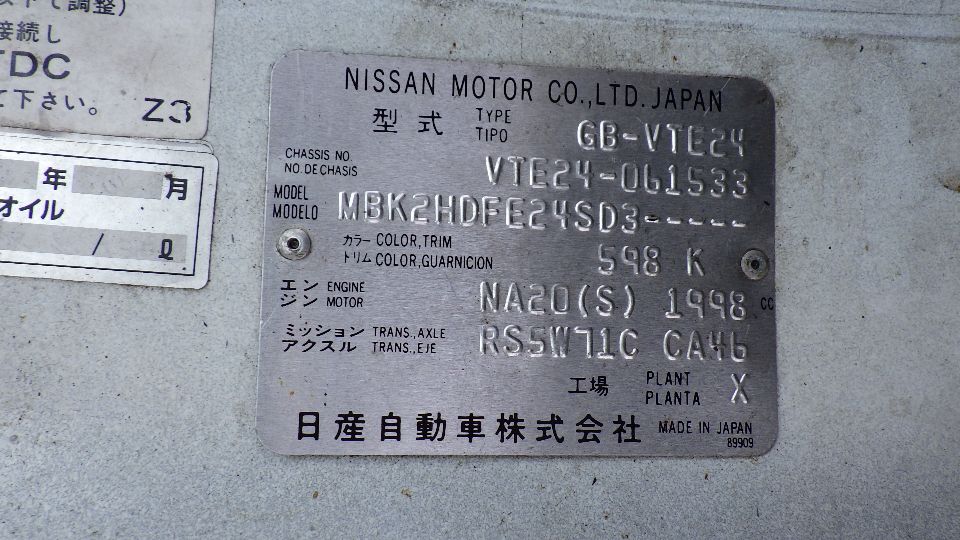 下で調整)
接続し
TDC
て下さい。 Z3
年 月
オイル
/ ℓ
NISSAN MOTOR CO.,LTD. JAPAN
型式 TYPE TIPO GB-VTE24
CHASSIS NO. NO. DE CHASIS VTE24-061533
MODEL MODELO MBK2HDFE24SD3-----
カラー COLOR,TRIM
トリム COLOR,GUARNICION 598 K
エンジン ENGINE MOTOR NA20(S) 1998 CC
ミッション TRANS.,AXLE
アクスル TRANS.,EJE RS5W71C CA46
工場 PLANT PLANTA X
日産自動車株式会社 MADE IN JAPAN
89909